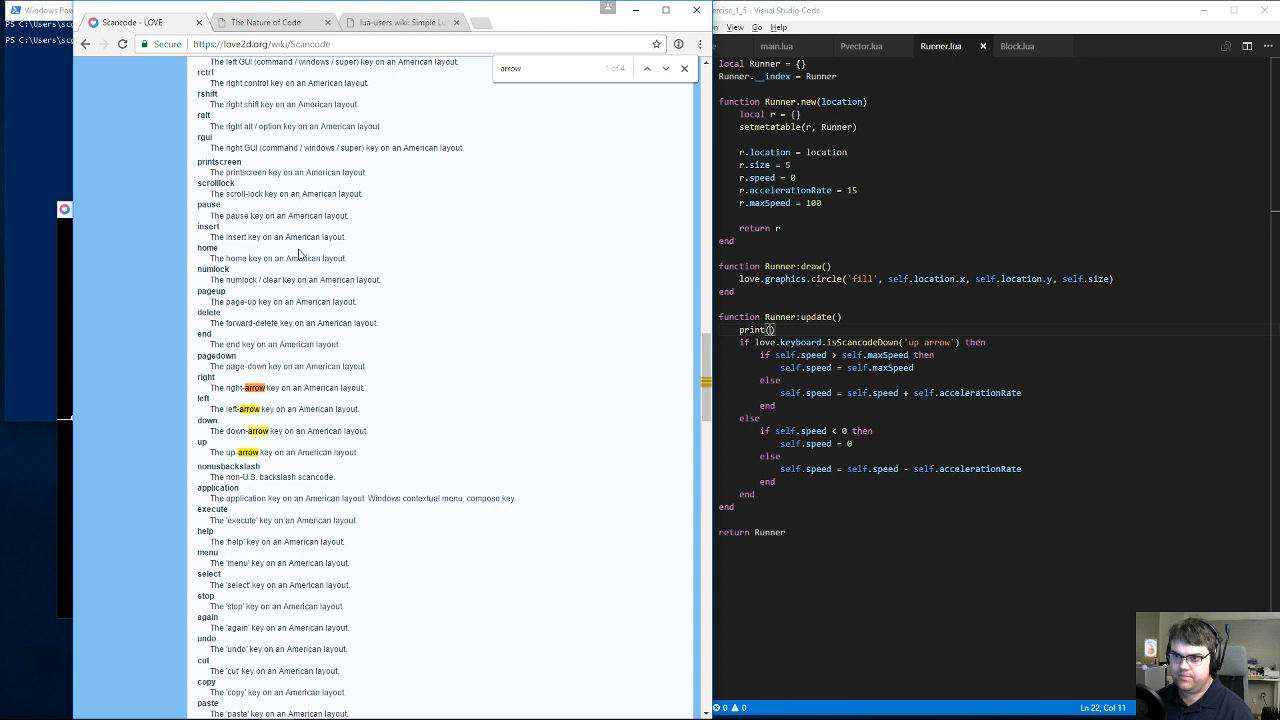 Windows Pow
PS C:\Users\scg
PS C:\Users\scg
Scancode - LOVE
The Nature of Code
lua-users wiki: Simple Lu
Secure
https://love2d.org/wiki/Scancode
arrow
1 of 4
The left GUI (command / windows / super) key on an American layout.
rctrl
The right control key on an American layout.
rshift
The right shift key on an American layout.
ralt
The right alt / option key on an American layout.
rgui
The right GUI (command / windows / super) key on an American layout.
printscreen
The printscreen key on an American layout.
scrolllock
The scroll-lock key on an American layout.
pause
The pause key on an American layout.
insert
The insert key on an American layout.
home
The home key on an American layout.
numlock
The numlock / clear key on an American layout.
pageup
The page-up key on an American layout.
delete
The forward-delete key on an American layout.
end
The end key on an American layout.
pagedown
The page-down key on an American layout.
right
The right-arrow key on an American layout.
left
The left-arrow key on an American layout.
down
The down-arrow key on an American layout.
up
The up-arrow key on an American layout.
nonusbackslash
The non-U.S. backslash scancode.
application
The application key on an American layout. Windows contextual menu, compose key.
execute
The 'execute' key on an American layout.
help
The 'help' key on an American layout.
menu
The 'menu' key on an American layout.
select
The 'select' key on an American layout.
stop
The 'stop' key on an American layout.
again
The 'again' key on an American layout.
undo
The 'undo' key on an American layout.
cut
The 'cut' key on an American layout.
copy
The 'copy' key on an American layout.
paste
The 'paste' key on an American layout.
ercise_1_5 - Visual Studio Code
Debug View Go Help
main.lua
Pvector.lua
Runner.lua
Block.lua
local Runner = {}
Runner.__index = Runner
function Runner.new(location)
local r = {}
setmetatable(r, Runner)
r.location = location
r.size = 5
r.speed = 0
r.accelerationRate = 15
r.maxSpeed = 100
return r
end
function Runner:draw()
love.graphics.circle('fill', self.location.x, self.location.y, self.size)
end
function Runner:update()
print()
if love.keyboard.isScancodeDown('up arrow') then
if self.speed > self.maxSpeed then
self.speed = self.maxSpeed
else
self.speed = self.speed + self.accelerationRate
end
else
if self.speed < 0 then
self.speed = 0
else
self.speed = self.speed - self.accelerationRate
end
end
end
return Runner
0 0
Ln 22, Col 11